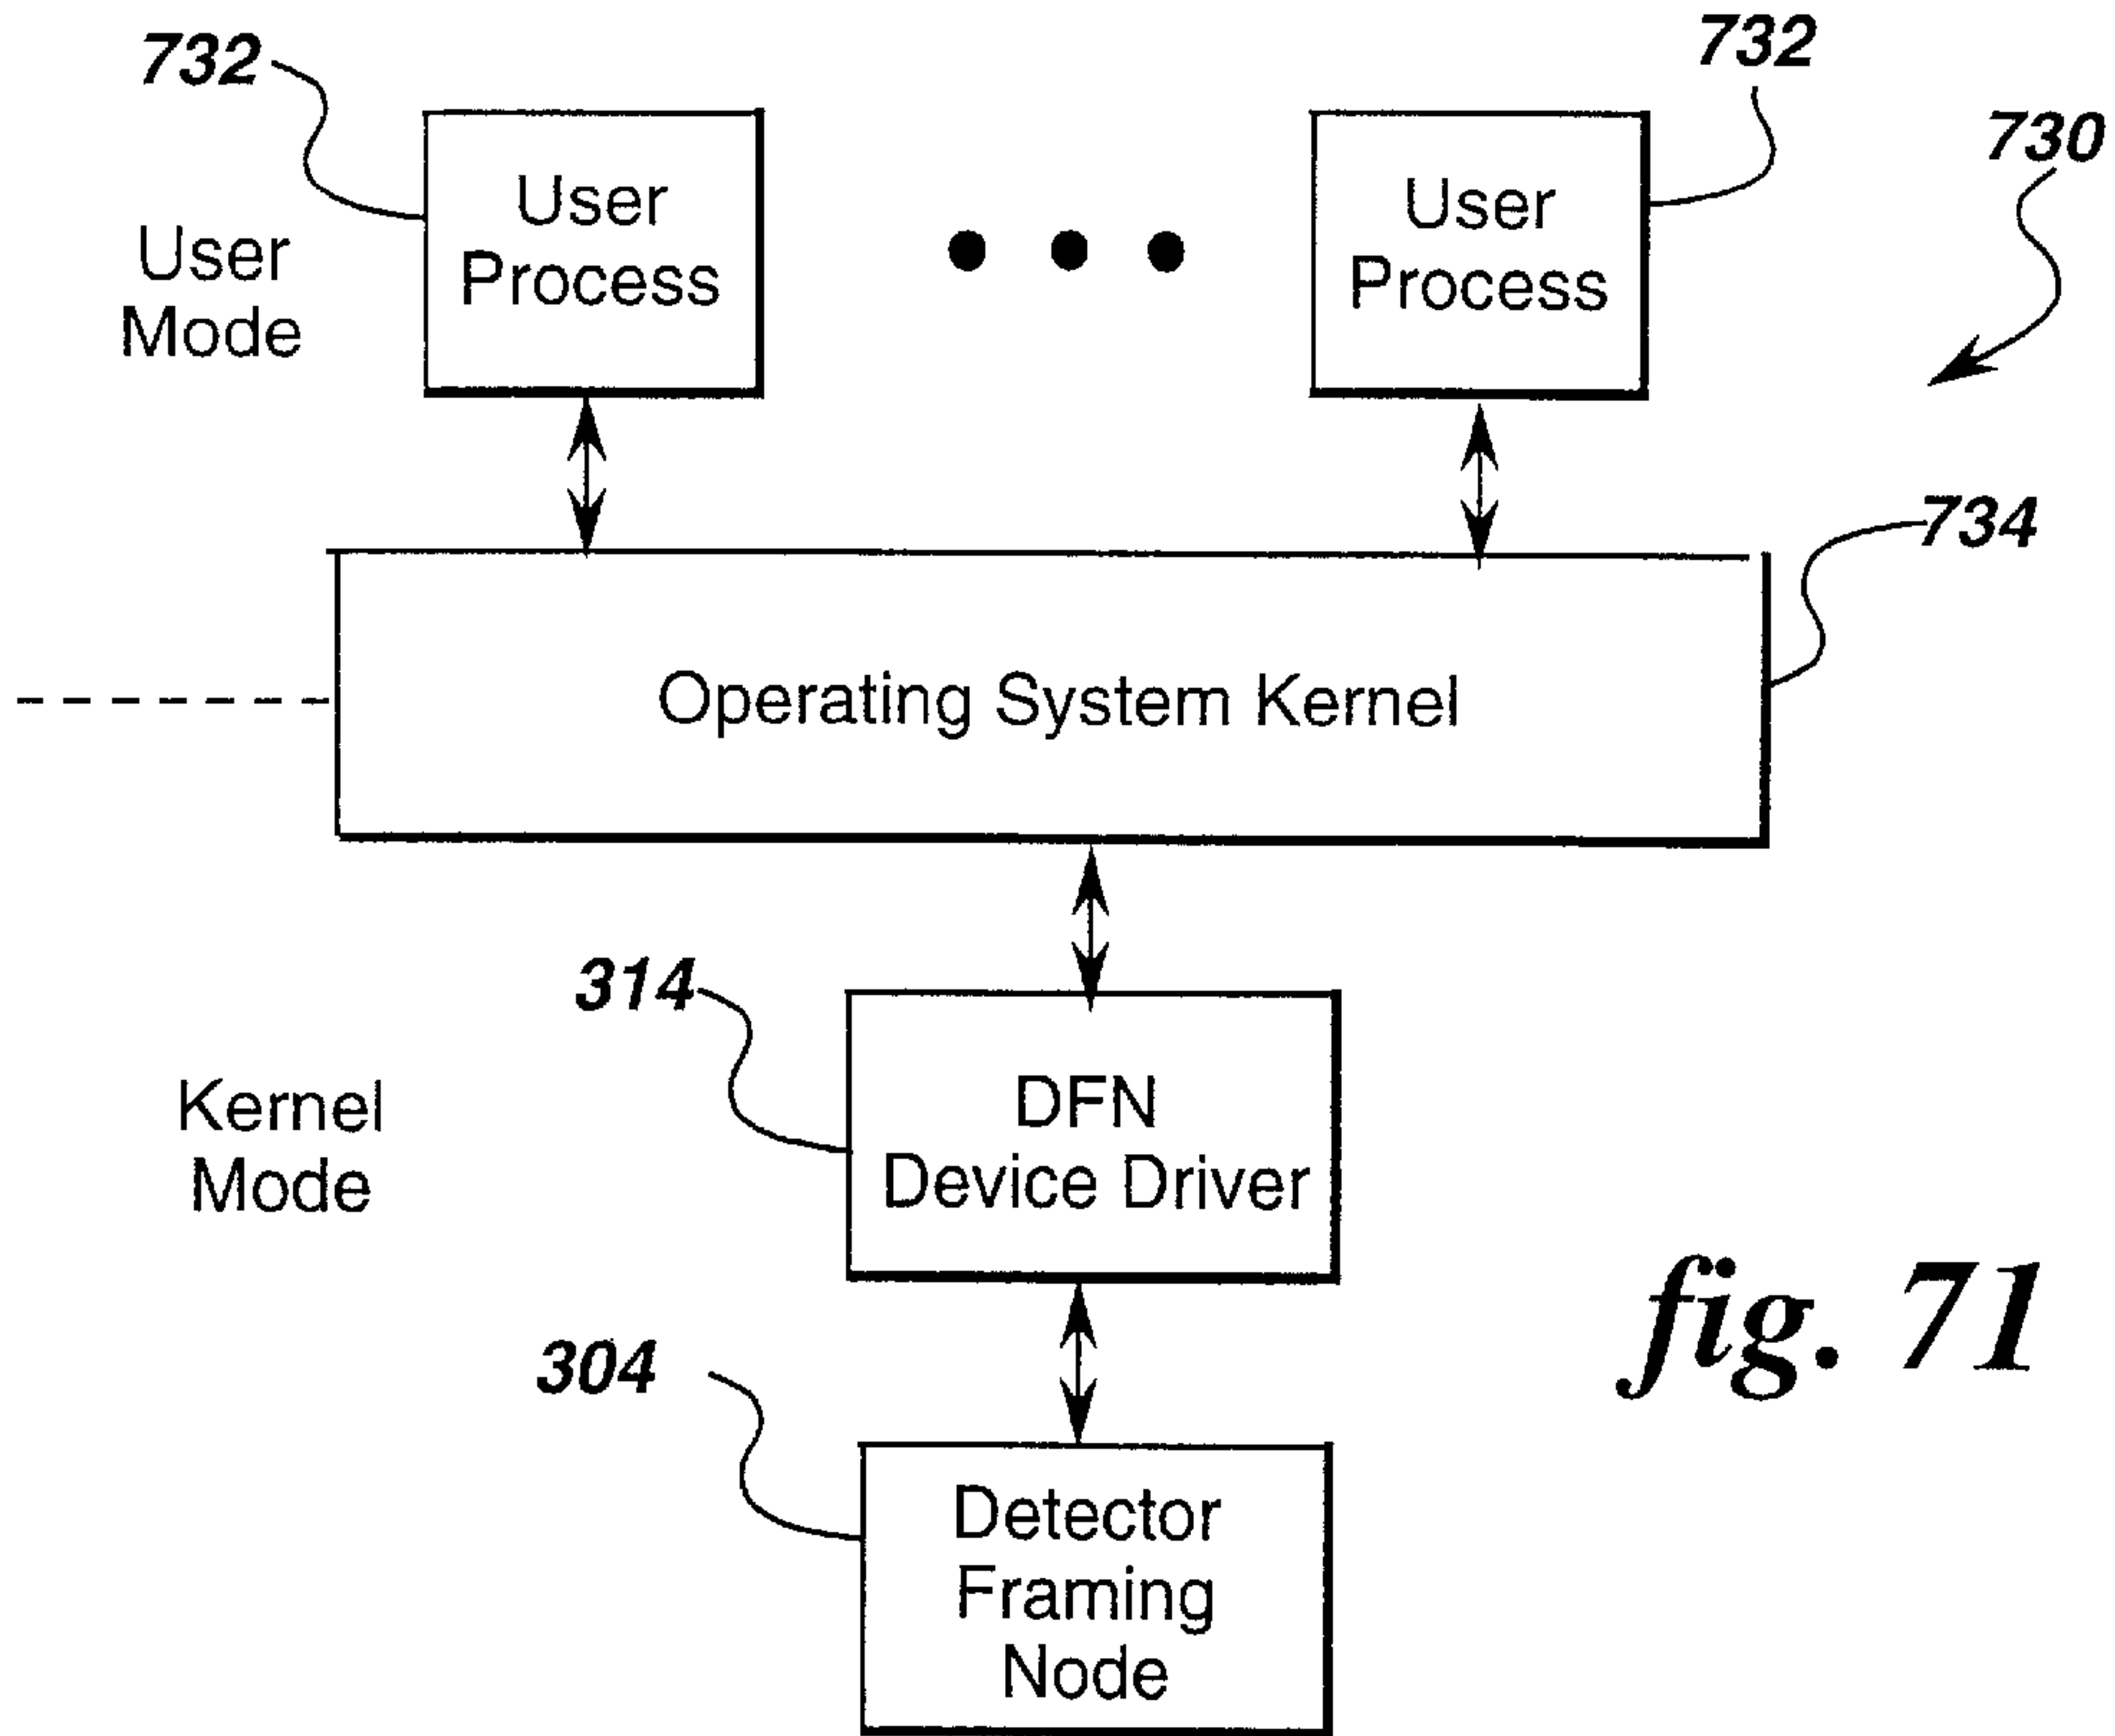 732
732
730
User
Process
User
Process
User
Mode
734
Operating System Kernel
314
DFN
Device Driver
Kernel
Mode
fig. 71
304
Detector
Framing
Node